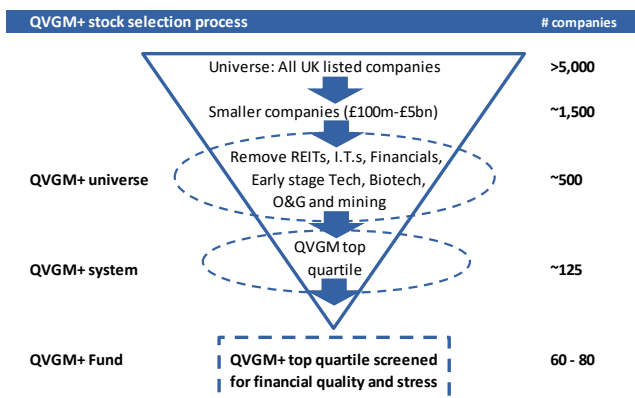 QVGM+ stock selection process # companies
Universe: All UK listed companies >5,000
Smaller companies (£100m-£5bn) ~1,500
Remove REITs, I.T.s, Financials,
QVGM+ universe Early stage Tech, Biotech, ~500
O&G and mining
QVGM top
QVGM+ system quartile ~125
QVGM+ Fund QVGM+ top quartile screened 60 - 80
for financial quality and stress